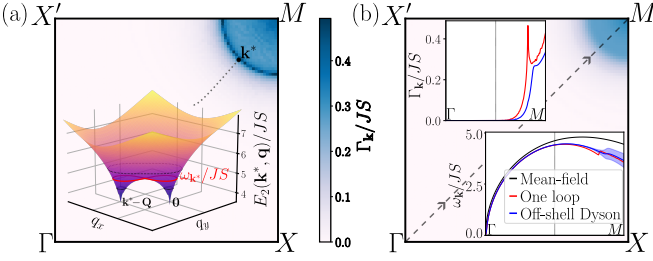 (a)
X′
M
k*
0.4
0.3
0.2
0.1
0.0
Γₖ/JS
7
6
5
4
E₂(k*, q)/JS
ωₖ*/JS
k*−Q
0
qₓ
q_y
Γ
X
(b)
X′
M
0.4
0.2
0.0
Γₖ/JS
Γ
M
5.0
2.5
0.0
ωₖ/JS
Mean-field
One loop
Off-shell Dyson
Γ
M
Γ
X